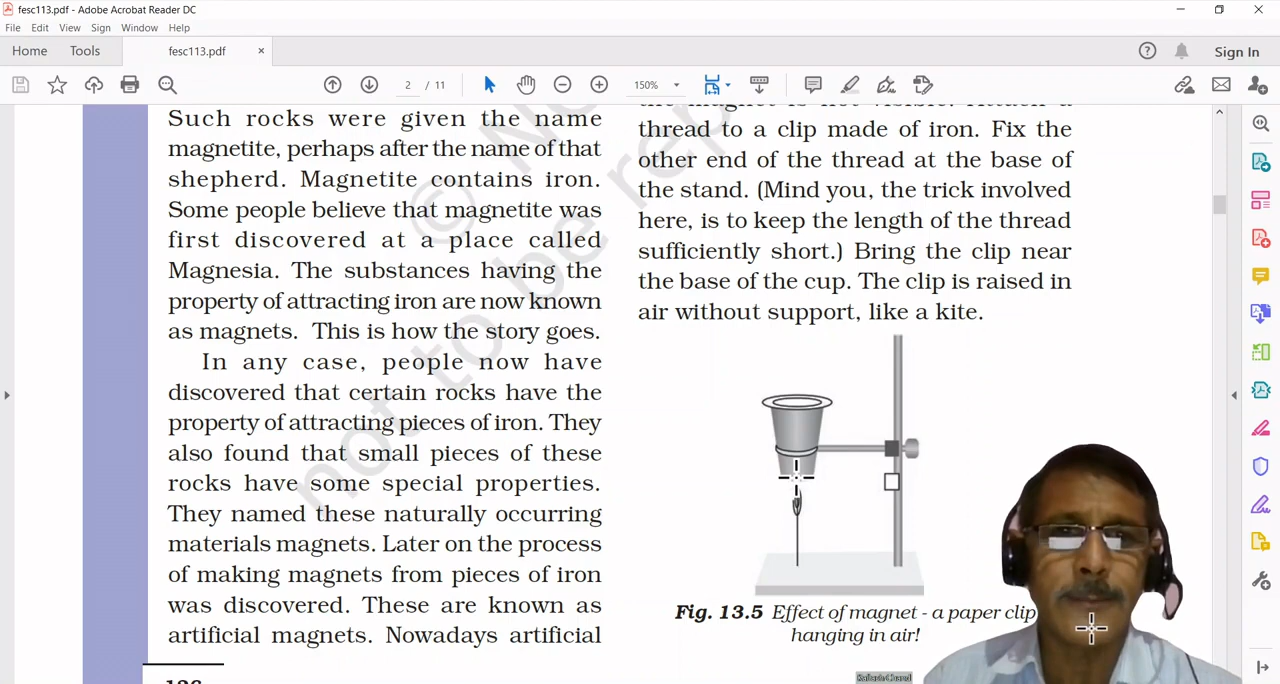 fesc113.pdf - Adobe Acrobat Reader DC
File Edit View Sign Window Help
Home Tools fesc113.pdf × Sign In
2 / 11 150%
Such rocks were given the name
magnetite, perhaps after the name of that
shepherd. Magnetite contains iron.
Some people believe that magnetite was
first discovered at a place called
Magnesia. The substances having the
property of attracting iron are now known
as magnets. This is how the story goes.
In any case, people now have
discovered that certain rocks have the
property of attracting pieces of iron. They
also found that small pieces of these
rocks have some special properties.
They named these naturally occurring
materials magnets. Later on the process
of making magnets from pieces of iron
was discovered. These are known as
artificial magnets. Nowadays artificial
the magnet is not visible. Attach a
thread to a clip made of iron. Fix the
other end of the thread at the base of
the stand. (Mind you, the trick involved
here, is to keep the length of the thread
sufficiently short.) Bring the clip near
the base of the cup. The clip is raised in
air without support, like a kite.
Fig. 13.5 Effect of magnet - a paper clip
hanging in air!
not to be rep